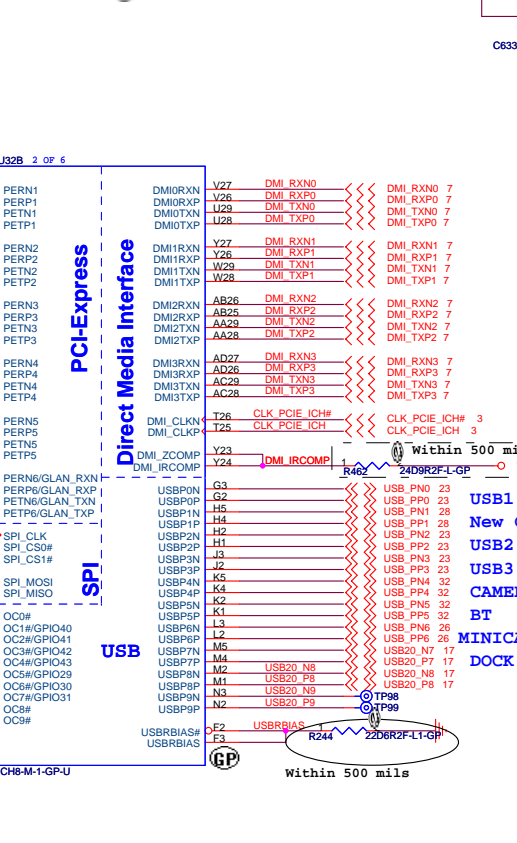 C633
U32B 2 OF 6
PERN1 DMI0RXN V27 DMI_RXN0 DMI_RXN0 7
PERP1 DMI0RXP V26 DMI_RXP0 DMI_RXP0 7
PETN1 DMI0TXN U29 DMI_TXN0 DMI_TXN0 7
PETP1 DMI0TXP U28 DMI_TXP0 DMI_TXP0 7
PERN2 DMI1RXN Y27 DMI_RXN1 DMI_RXN1 7
PERP2 DMI1RXP Y26 DMI_RXP1 DMI_RXP1 7
PETN2 DMI1TXN W29 DMI_TXN1 DMI_TXN1 7
PETP2 DMI1TXP W28 DMI_TXP1 DMI_TXP1 7
PCI-Express
Direct Media Interface
PERN3 DMI2RXN AB26 DMI_RXN2 DMI_RXN2 7
PERP3 DMI2RXP AB25 DMI_RXP2 DMI_RXP2 7
PETN3 DMI2TXN AA29 DMI_TXN2 DMI_TXN2 7
PETP3 DMI2TXP AA28 DMI_TXP2 DMI_TXP2 7
PERN4 DMI3RXN AD27 DMI_RXN3 DMI_RXN3 7
PERP4 DMI3RXP AD26 DMI_RXP3 DMI_RXP3 7
PETN4 DMI3TXN AC29 DMI_TXN3 DMI_TXN3 7
PETP4 DMI3TXP AC28 DMI_TXP3 DMI_TXP3 7
PERN5 DMI_CLKN T26 CLK_PCIE_ICH# CLK_PCIE_ICH# 3
PERP5 DMI_CLKP T25 CLK_PCIE_ICH CLK_PCIE_ICH 3
PETN5
PETP5 DMI_ZCOMP Y23 Within 500 mi
DMI_IRCOMP Y24 DMI_IRCOMP 1 R462 24D9R2F-L-GP
PERN6/GLAN_RXN
PERP6/GLAN_RXP USBP0N G3 USB_PN0 23
PETN6/GLAN_TXN USBP0P G2 USB_PP0 23 USB1
PETP6/GLAN_TXP USBP1N H5 USB_PN1 28
USBP1P H4 USB_PP1 28 New
SPI_CLK USBP2N H2 USB_PN2 23
SPI_CS0# USBP2P H1 USB_PP2 23 USB2
SPI_CS1# USBP3N J3 USB_PN3 23
SPI
USBP3P J2 USB_PP3 23 USB3
SPI_MOSI USBP4N K5 USB_PN4 32
SPI_MISO USBP4P K4 USB_PP4 32 CAME
USBP5N K2 USB_PN5 32
OC0# USBP5P K1 USB_PP5 32 BT
OC1#/GPIO40 USBP6N L3 USB_PN6 26
OC2#/GPIO41 USBP6P L2 USB_PP6 26 MINIC
OC3#/GPIO42 USB USBP7N M5 USB20_N7 17
OC4#/GPIO43 USBP7P M4 USB20_P7 17 DOCK
OC5#/GPIO29 USBP8N M2 USB20_N8 USB20_N8 17
OC6#/GPIO30 USBP8P M1 USB20_P8 USB20_P8 17
OC7#/GPIO31 USBP9N N3 USB20_N9 TP98
OC8# USBP9P N2 USB20_P9 TP99
OC9#
USBRBIAS# F2 USBRBIAS 1
USBRBIAS F3 R244 22D6R2F-L1-GP
GP
CH8-M-1-GP-U Within 500 mils